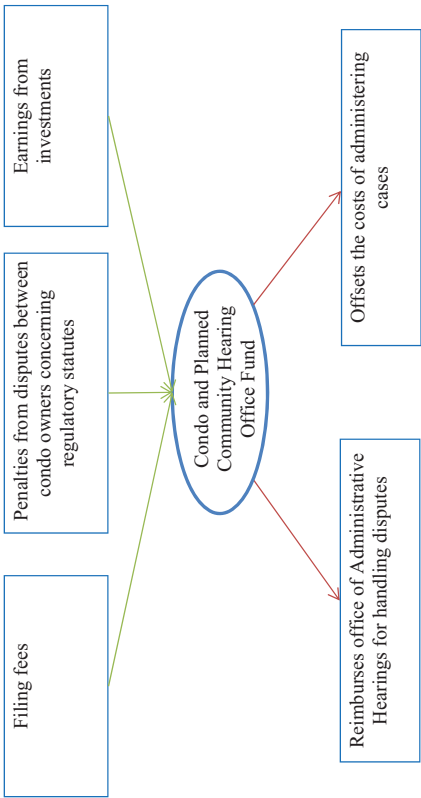 Filing fees
Penalties from disputes between
condo owners concerning
regulatory statutes
Earnings from
investments
Condo and Planned
Community Hearing
Office Fund
Reimburses office of Administrative
Hearings for handling disputes
Offsets the costs of administering
cases